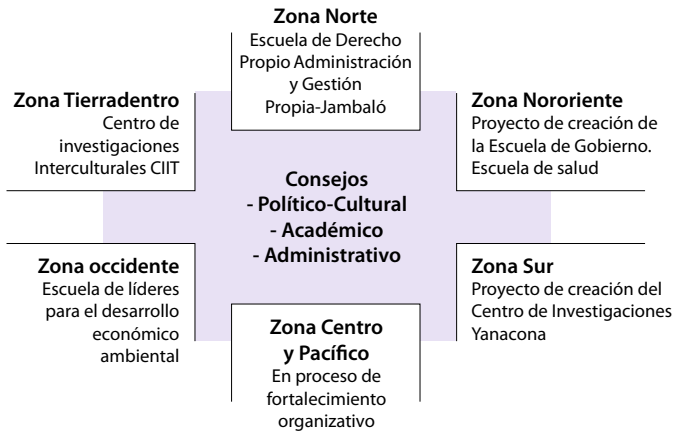 Zona Norte
Escuela de Derecho
Propio Administración
y Gestión
Propia-Jambaló
Zona Tierradentro
Centro de
investigaciones
Interculturales CIIT
Zona Nororiente
Proyecto de creación de
la Escuela de Gobierno.
Escuela de salud
Consejos
- Político-Cultural
- Académico
- Administrativo
Zona occidente
Escuela de líderes
para el desarrollo
económico
ambiental
Zona Centro
y Pacífico
En proceso de
fortalecimiento
organizativo
Zona Sur
Proyecto de creación del
Centro de Investigaciones
Yanacona